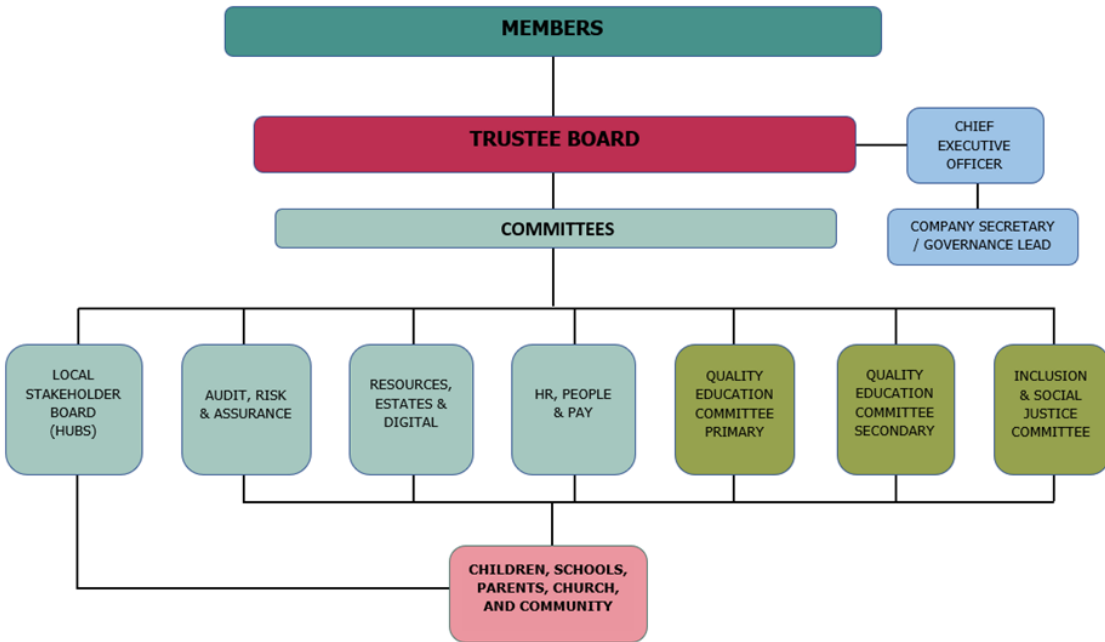 MEMBERS
TRUSTEE BOARD
CHIEF
EXECUTIVE
OFFICER
COMMITTEES
COMPANY SECRETARY
/ GOVERNANCE LEAD
LOCAL
STAKEHOLDER
BOARD
(HUBS)
AUDIT, RISK
& ASSURANCE
RESOURCES,
ESTATES &
DIGITAL
HR, PEOPLE
& PAY
QUALITY
EDUCATION
COMMITTEE
PRIMARY
QUALITY
EDUCATION
COMMITTEE
SECONDARY
INCLUSION
& SOCIAL
JUSTICE
COMMITTEE
CHILDREN, SCHOOLS,
PARENTS, CHURCH,
AND COMMUNITY